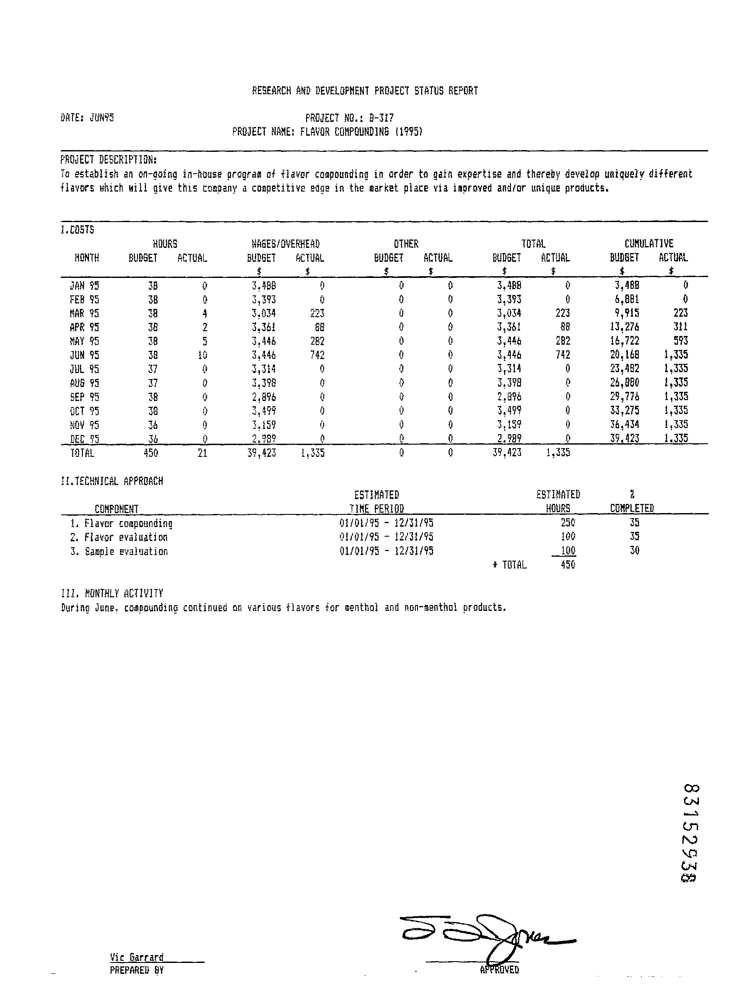 RESEARCH AND DEVELOPMENT PROJECT STATUS REPORT
DATE: JUN95 PROJECT NO.: B-317
PROJECT NAME: FLAVOR COMPOUNDING (1995)
PROJECT DESCRIPTION:
To establish an on-going in-house program of flavor compounding in order to gain expertise and thereby develop uniquely different
flavors which will give this company a competitive edge in the market place via improved and/or unique products.
I.COSTS
HOURS WAGES/OVERHEAD OTHER TOTAL CUMULATIVE
MONTH BUDGET ACTUAL BUDGET ACTUAL BUDGET ACTUAL BUDGET ACTUAL BUDGET ACTUAL
$ $ $ $ $ $ $ $
JAN 95 38 0 3,488 0 0 0 3,488 0 3,488 0
FEB 95 38 0 3,393 0 0 0 3,393 0 6,881 0
MAR 95 38 4 3,034 223 0 0 3,034 223 9,915 223
APR 95 38 2 3,361 88 0 0 3,361 88 13,276 311
MAY 95 38 5 3,446 282 0 0 3,446 282 16,722 593
JUN 95 38 10 3,446 742 0 0 3,446 742 20,168 1,335
JUL 95 37 0 3,314 0 0 0 3,314 0 23,482 1,335
AUG 95 37 0 3,398 0 0 0 3,398 0 26,880 1,335
SEP 95 38 0 2,896 0 0 0 2,896 0 29,776 1,335
OCT 95 38 0 3,499 0 0 0 3,499 0 33,275 1,335
NOV 95 36 0 3,159 0 0 0 3,159 0 36,434 1,335
DEC 95 36 0 2,989 0 0 0 2,989 0 39,423 1,335
TOTAL 450 21 39,423 1,335 0 0 39,423 1,335
II.TECHNICAL APPROACH
ESTIMATED ESTIMATED %
COMPONENT TIME PERIOD HOURS COMPLETED
1. Flavor compounding 01/01/95 - 12/31/95 250 35
2. Flavor evaluation 01/01/95 - 12/31/95 100 35
3. Sample evaluation 01/01/95 - 12/31/95 100 30
* TOTAL 450
III. MONTHLY ACTIVITY
During June, compounding continued on various flavors for menthol and non-menthol products.
83152938
Vic Garrard
PREPARED BY APPROVED